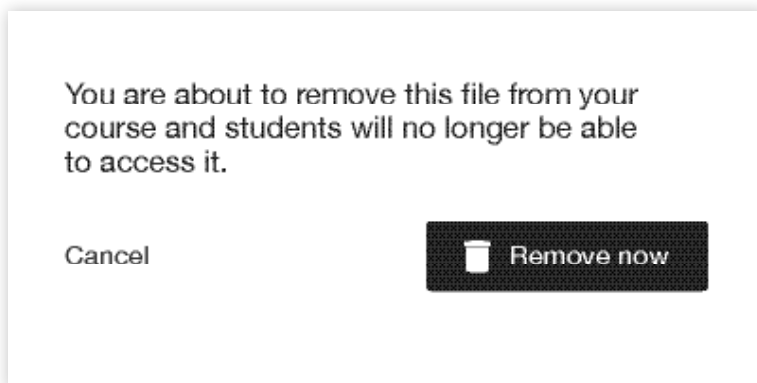 You are about to remove this file from your
course and students will no longer be able
to access it.
Cancel
Remove now